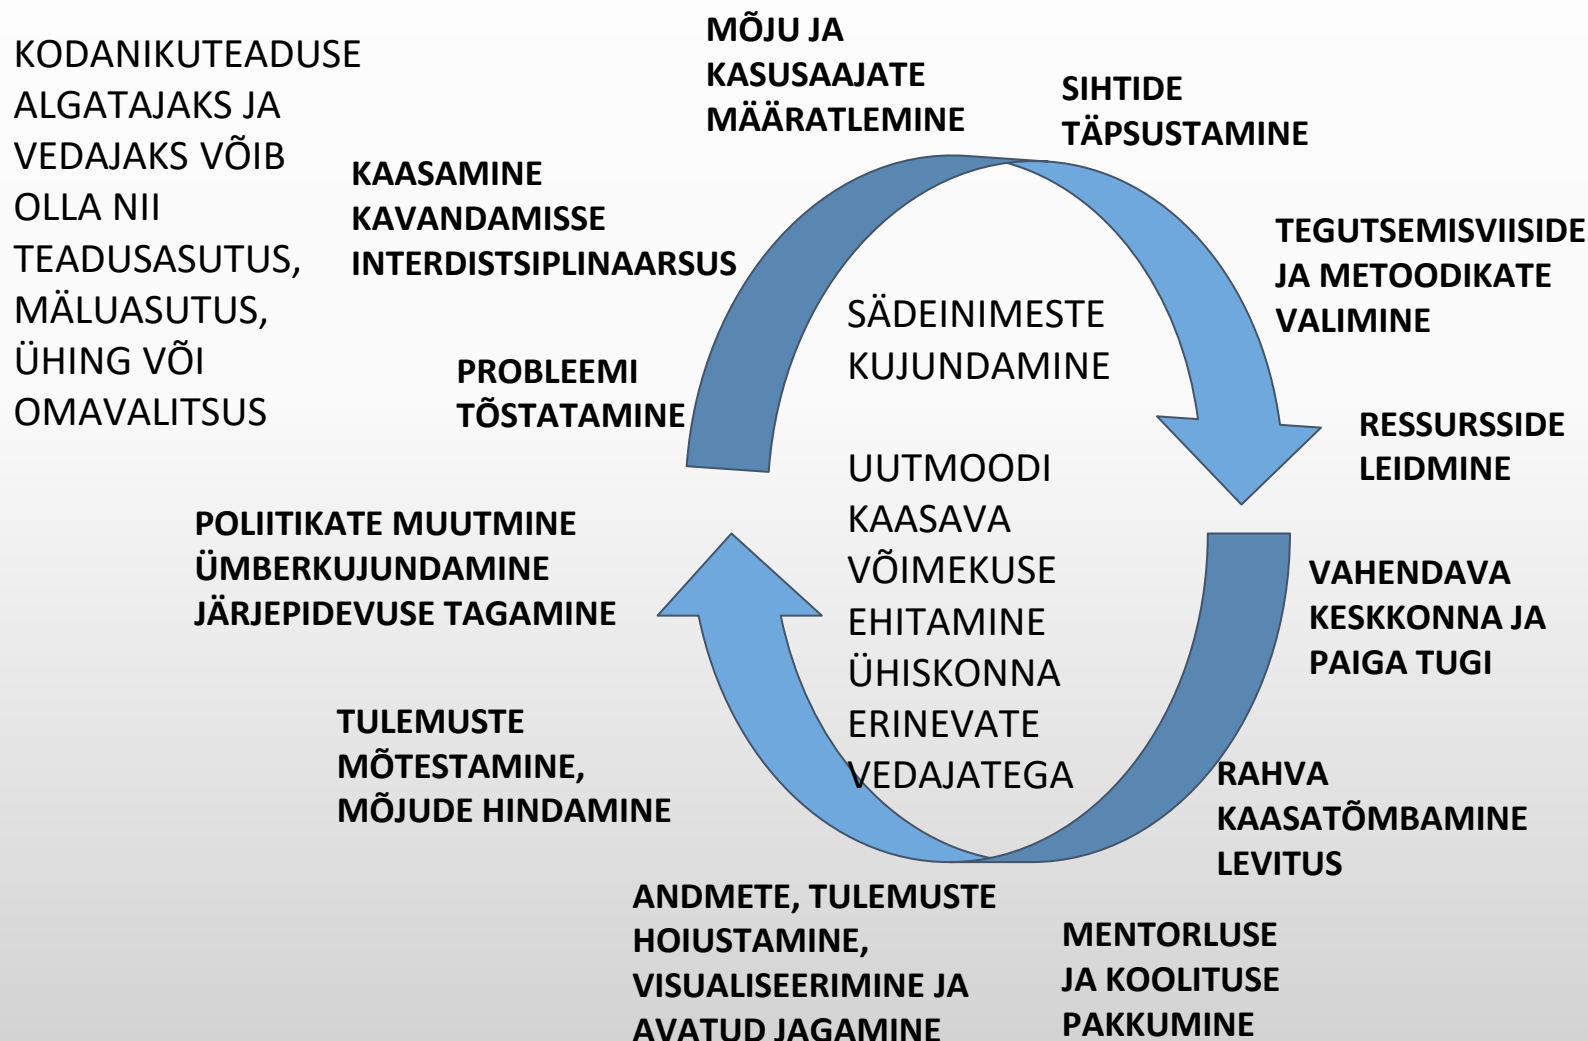 KODANIKUTEADUSE
ALGATAJAKS JA
VEDAJAKS VÕIB
OLLA NII
TEADUSASUTUS,
MÄLUASUTUS,
ÜHING VÕI
OMAVALITSUS
MÕJU JA
KASUSAAJATE
MÄÄRATLEMINE
SIHTIDE
TÄPSUSTAMINE
KAASAMINE
KAVANDAMISSE
INTERDISTSIPLINAARSUS
TEGUTSEMISVIISIDE
JA METOODIKATE
VALIMINE
PROBLEEMI
TÕSTATAMINE
SÄDEINIMESTE
KUJUNDAMINE
UUTMOODI
KAASAVA
VÕIMEKUSE
EHITAMINE
ÜHISKONNA
ERINEVATE
VEDAJATEGA
RESSURSSIDE
LEIDMINE
POLIITIKATE MUUTMINE
ÜMBERKUJUNDAMINE
JÄRJEPIDEVUSE TAGAMINE
VAHENDAVA
KESKKONNA JA
PAIGA TUGI
TULEMUSTE
MÕTESTAMINE,
MÕJUDE HINDAMINE
RAHVA
KAASATÕMBAMINE
LEVITUS
ANDMETE, TULEMUSTE
HOIUSTAMINE,
VISUALISEERIMINE JA
AVATUD JAGAMINE
MENTORLUSE
JA KOOLITUSE
PAKKUMINE